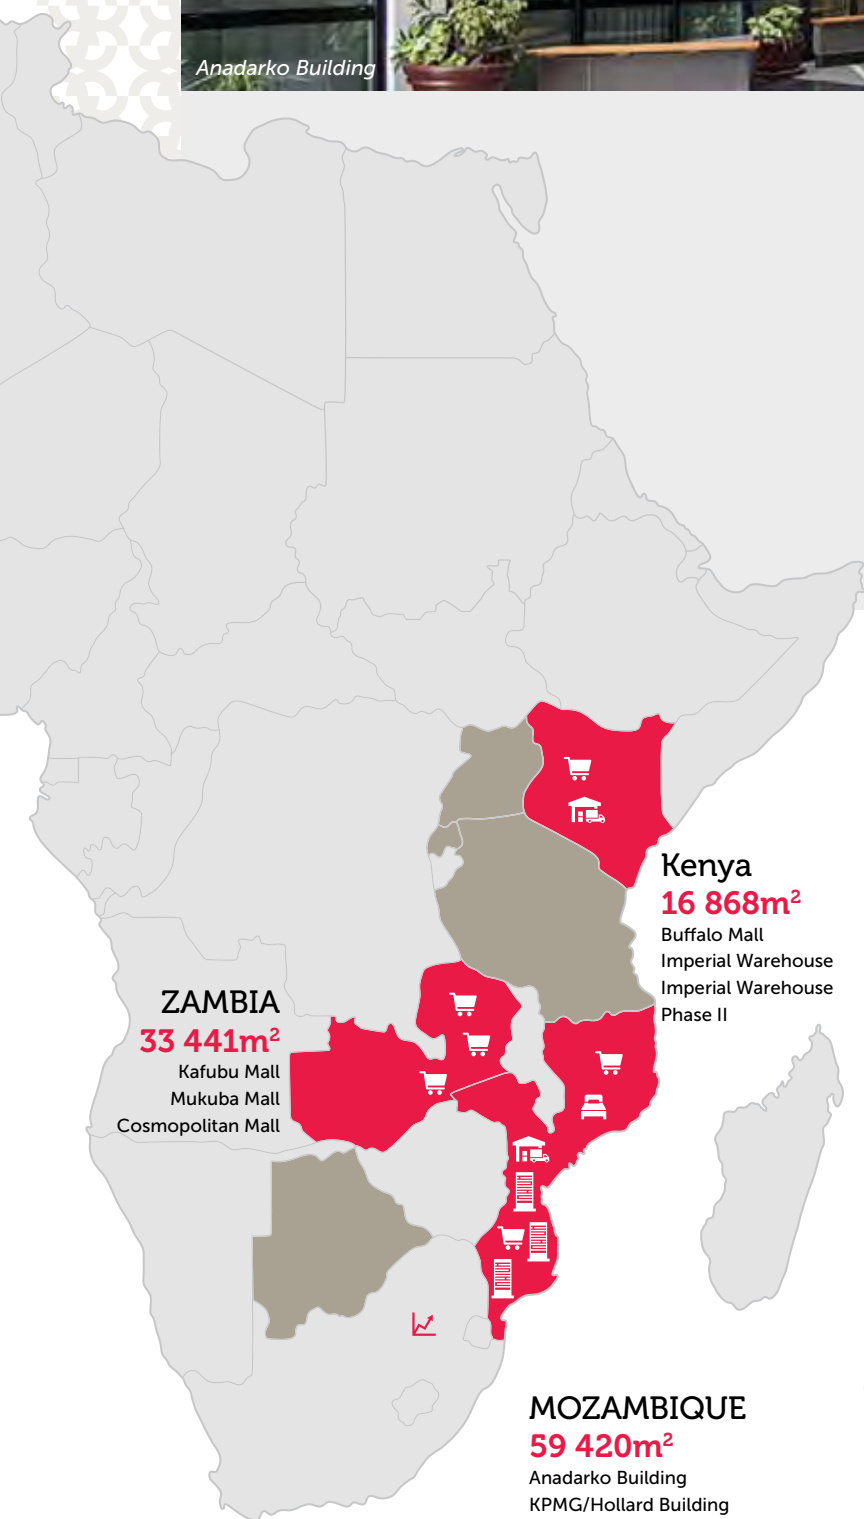 Anadarko Building
Kenya
16 868m²
Buffalo Mall
Imperial Warehouse
Imperial Warehouse
Phase II
ZAMBIA
33 441m²
Kafubu Mall
Mukuba Mall
Cosmopolitan Mall
MOZAMBIQUE
59 420m²
Anadarko Building
KPMG/Hollard Building